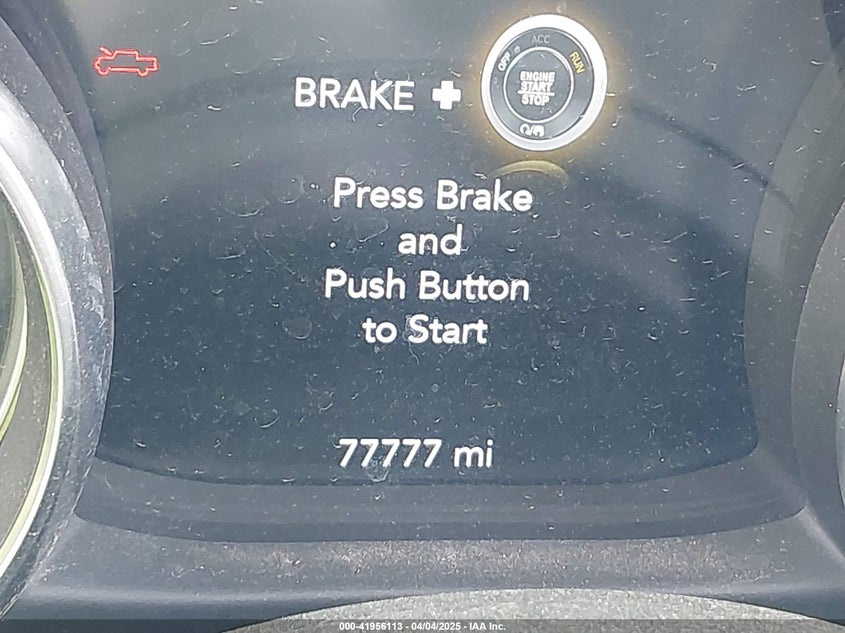 ACC
OFF
RUN
BRAKE +
ENGINE
START
STOP
Press Brake
and
Push Button
to Start
77777 mi
000-41956113 - 04/04/2025 - IAA Inc.